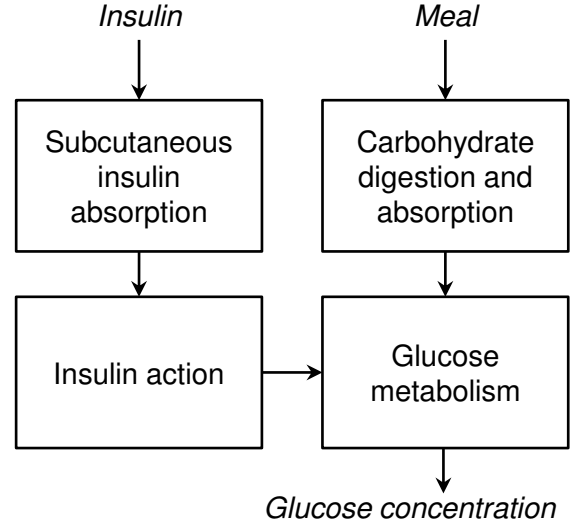 Insulin
Meal
Subcutaneous
insulin
absorption
Carbohydrate
digestion and
absorption
Insulin action
Glucose
metabolism
Glucose concentration